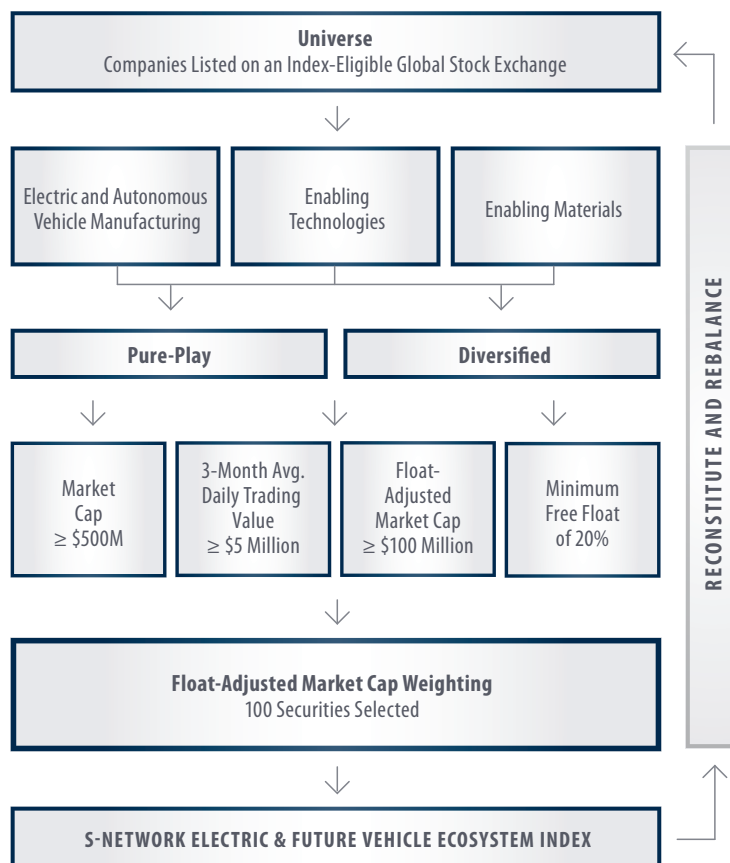 Universe
Companies Listed on an Index-Eligible Global Stock Exchange
Electric and Autonomous
Vehicle Manufacturing
Enabling
Technologies
Enabling Materials
Pure-Play
Diversified
Market
Cap
≥ $500M
3-Month Avg.
Daily Trading
Value
≥ $5 Million
Float-
Adjusted
Market Cap
≥ $100 Million
Minimum
Free Float
of 20%
Float-Adjusted Market Cap Weighting
100 Securities Selected
S-NETWORK ELECTRIC & FUTURE VEHICLE ECOSYSTEM INDEX
RECONSTITUTE AND REBALANCE